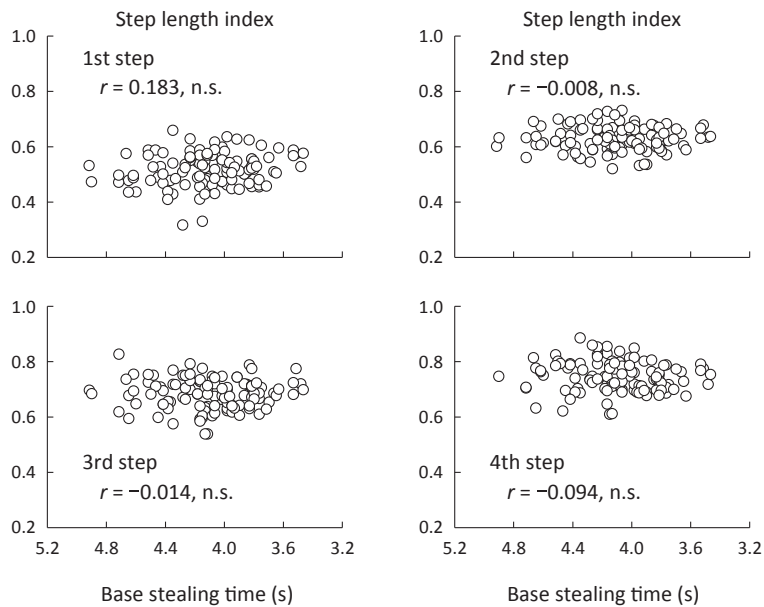 Step length index
Step length index
1.0
0.8
0.6
0.4
0.2
1st step
r = 0.183, n.s.
1.0
0.8
0.6
0.4
0.2
2nd step
r = −0.008, n.s.
1.0
0.8
0.6
0.4
0.2
3rd step
r = −0.014, n.s.
5.2 4.8 4.4 4.0 3.6 3.2
Base stealing time (s)
1.0
0.8
0.6
0.4
0.2
4th step
r = −0.094, n.s.
5.2 4.8 4.4 4.0 3.6 3.2
Base stealing time (s)